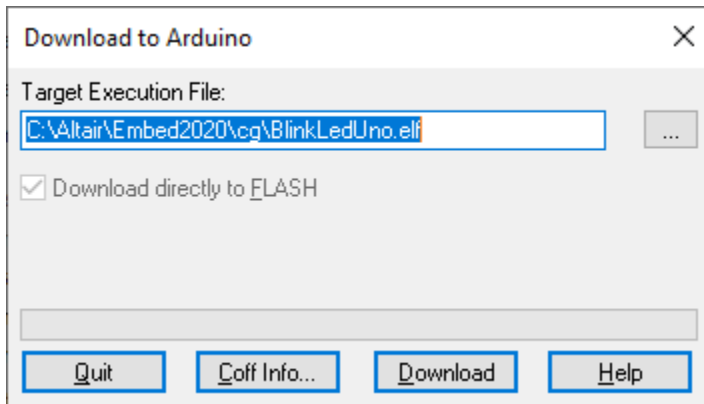 Download to Arduino
Target Execution File:
C:\Altair\Embed2020\cg\BlinkLedUno.elf
...
Download directly to FLASH
Quit
Coff Info...
Download
Help